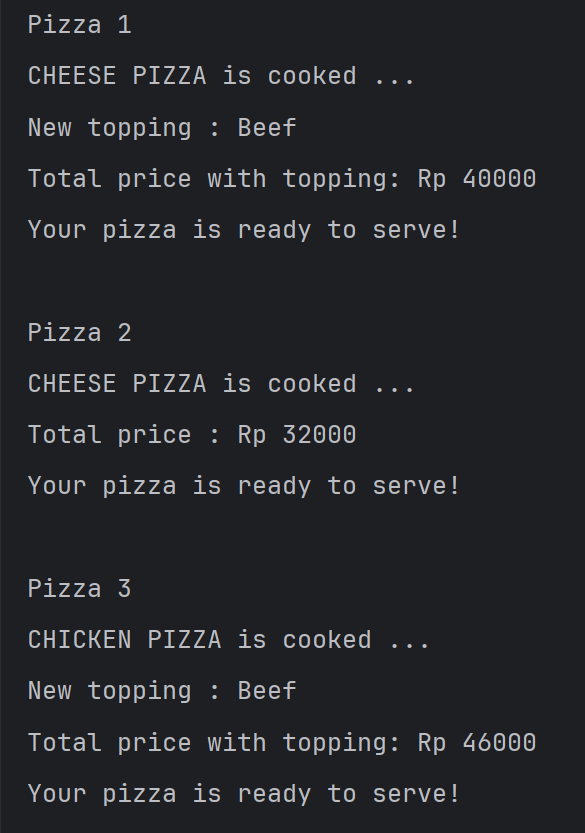 Pizza 1
CHEESE PIZZA is cooked ...
New topping : Beef
Total price with topping: Rp 40000
Your pizza is ready to serve!
Pizza 2
CHEESE PIZZA is cooked ...
Total price : Rp 32000
Your pizza is ready to serve!
Pizza 3
CHICKEN PIZZA is cooked ...
New topping : Beef
Total price with topping: Rp 46000
Your pizza is ready to serve!